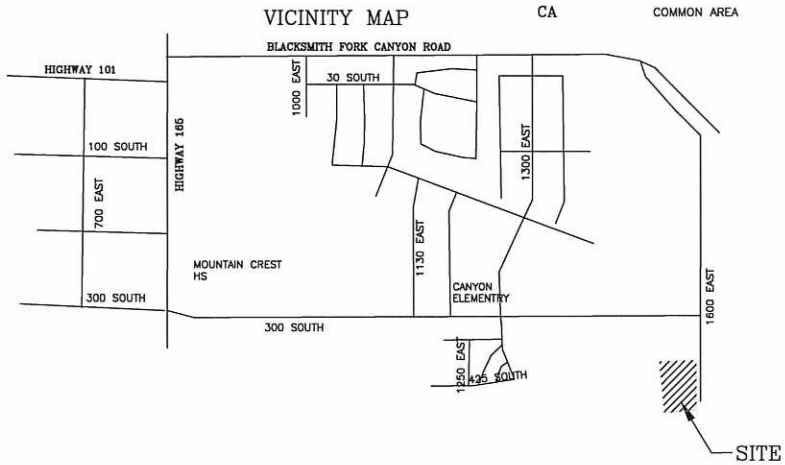 VICINITY MAP
CA
COMMON AREA
BLACKSMITH FORK CANYON ROAD
HIGHWAY 101
30 SOUTH
1000 EAST
HIGHWAY 165
100 SOUTH
1300 EAST
700 EAST
1130 EAST
MOUNTAIN CREST
HS
CANYON
ELEMENTRY
1600 EAST
300 SOUTH
300 SOUTH
1250 EAST
425 SOUTH
SITE